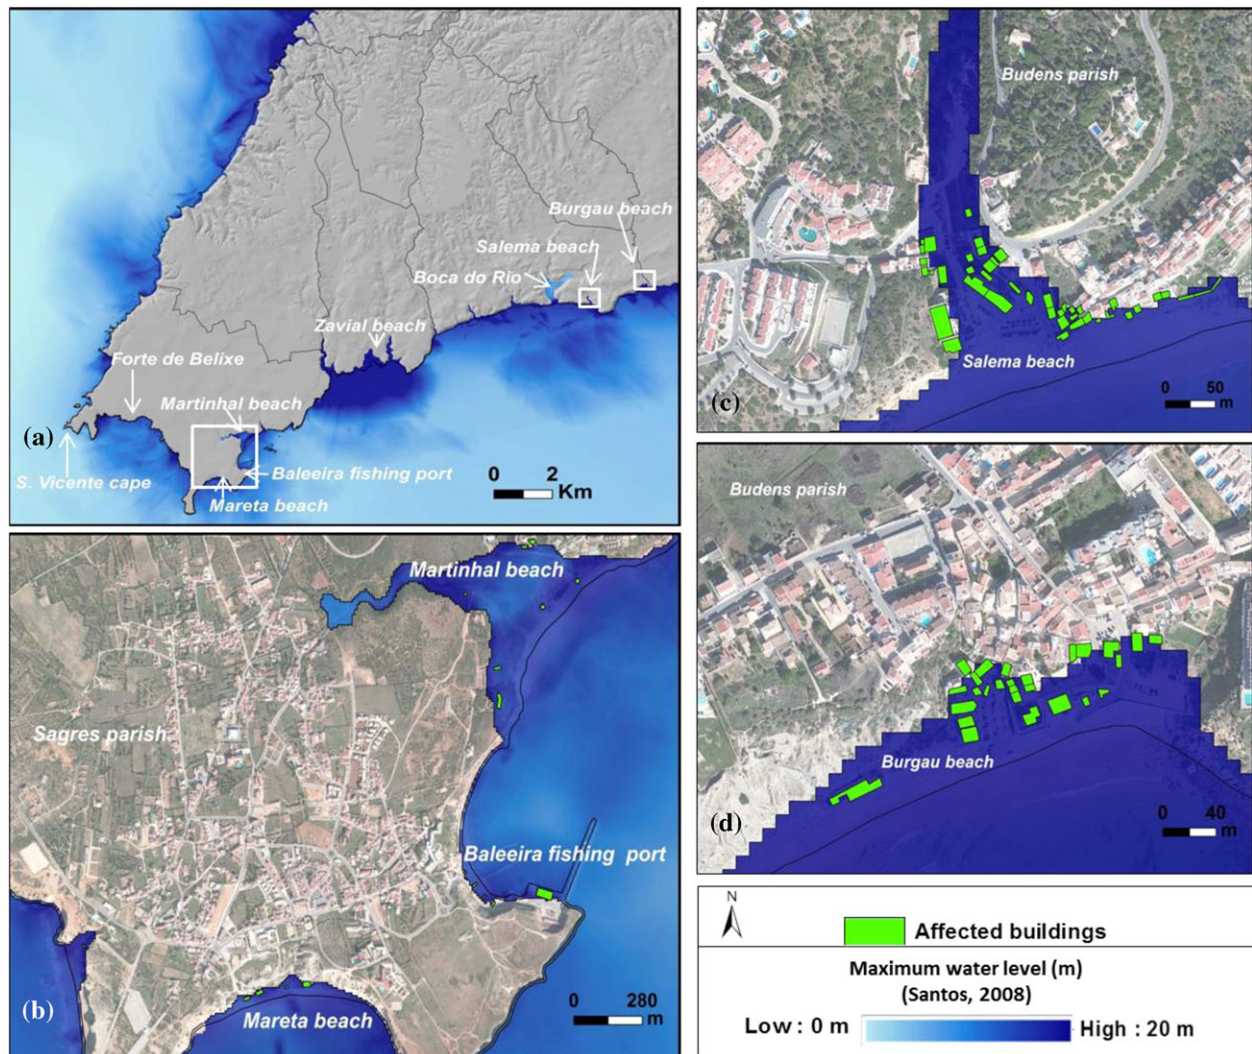 Burgau beach
Salema beach
Boca do Rio
Zavial beach
Forte de Belixe
Martinhal beach
(a)
S. Vicente cape
Baleeira fishing port
Mareta beach
0 2
Km
Martinhal beach
Sagres parish
Baleeira fishing port
(b)
Mareta beach
0 280
m
Budens parish
Salema beach
(c)
0 50
m
Budens parish
Burgau beach
(d)
0 40
m
N
Affected buildings
Maximum water level (m)
(Santos, 2008)
Low : 0 m High : 20 m